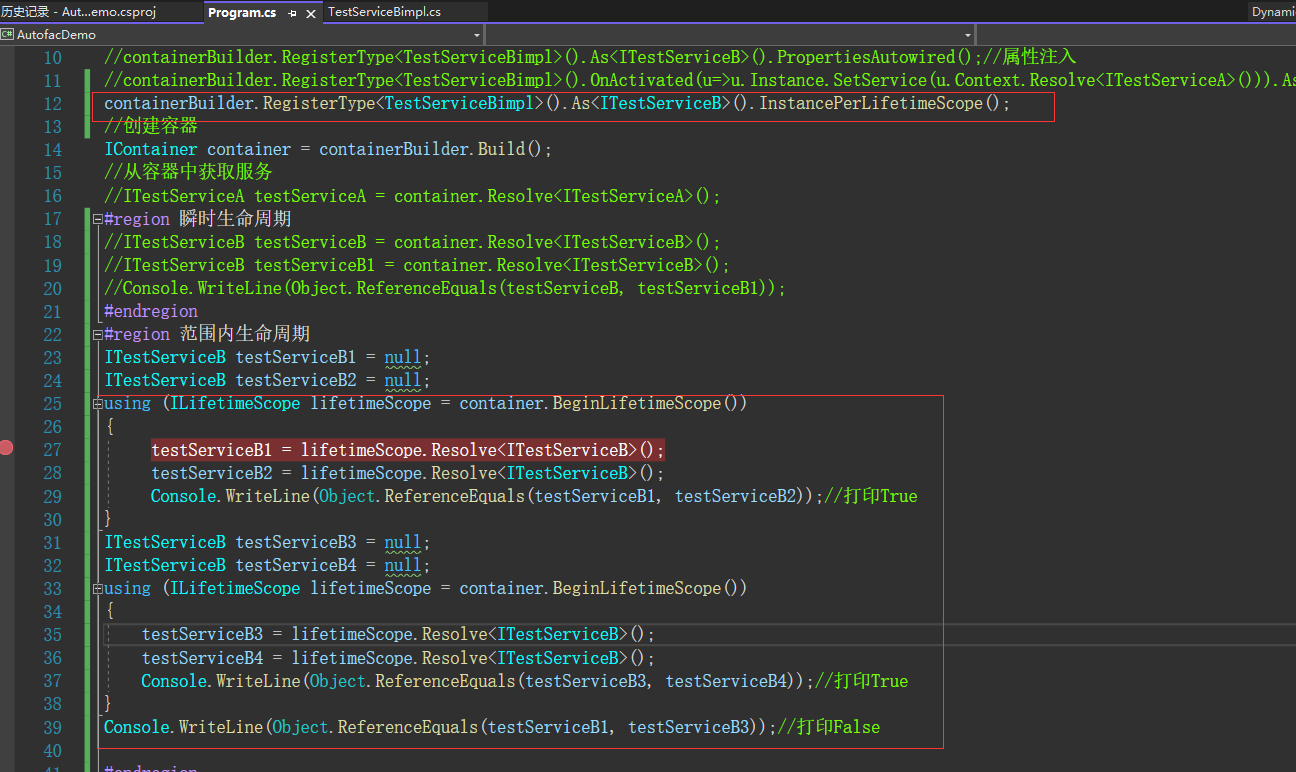 历史记录 - Aut...emo.csproj Program.cs TestServiceBimpl.cs Dynami
C# AutofacDemo
10 //containerBuilder.RegisterType<TestServiceBimpl>().As<ITestServiceB>().PropertiesAutowired();//属性注入
11 //containerBuilder.RegisterType<TestServiceBimpl>().OnActivated(u=>u.Instance.SetService(u.Context.Resolve<ITestServiceA>())).As
12 containerBuilder.RegisterType<TestServiceBimpl>().As<ITestServiceB>().InstancePerLifetimeScope();
13 //创建容器
14 IContainer container = containerBuilder.Build();
15 //从容器中获取服务
16 //ITestServiceA testServiceA = container.Resolve<ITestServiceA>();
17 #region 瞬时生命周期
18 //ITestServiceB testServiceB = container.Resolve<ITestServiceB>();
19 //ITestServiceB testServiceB1 = container.Resolve<ITestServiceB>();
20 //Console.WriteLine(Object.ReferenceEquals(testServiceB, testServiceB1));
21 #endregion
22 #region 范围内生命周期
23 ITestServiceB testServiceB1 = null;
24 ITestServiceB testServiceB2 = null;
25 using (ILifetimeScope lifetimeScope = container.BeginLifetimeScope())
26 {
27 testServiceB1 = lifetimeScope.Resolve<ITestServiceB>();
28 testServiceB2 = lifetimeScope.Resolve<ITestServiceB>();
29 Console.WriteLine(Object.ReferenceEquals(testServiceB1, testServiceB2));//打印True
30 }
31 ITestServiceB testServiceB3 = null;
32 ITestServiceB testServiceB4 = null;
33 using (ILifetimeScope lifetimeScope = container.BeginLifetimeScope())
34 {
35 testServiceB3 = lifetimeScope.Resolve<ITestServiceB>();
36 testServiceB4 = lifetimeScope.Resolve<ITestServiceB>();
37 Console.WriteLine(Object.ReferenceEquals(testServiceB3, testServiceB4));//打印True
38 }
39 Console.WriteLine(Object.ReferenceEquals(testServiceB1, testServiceB3));//打印False
40
41 #endregion